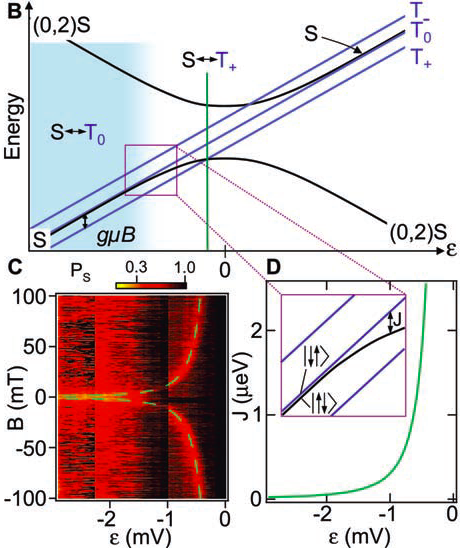 B
(0,2)S
S
T-
T0
T+
S↔T+
Energy
S↔T0
S
gμB
(0,2)S
0
ε
C
PS
0.3
1.0
D
100
50
0
-50
-100
B (mT)
-2
-1
0
ε (mV)
J
|↓↑⟩
|↑↓⟩
2
1
0
J (μeV)
-2
-1
0
ε (mV)